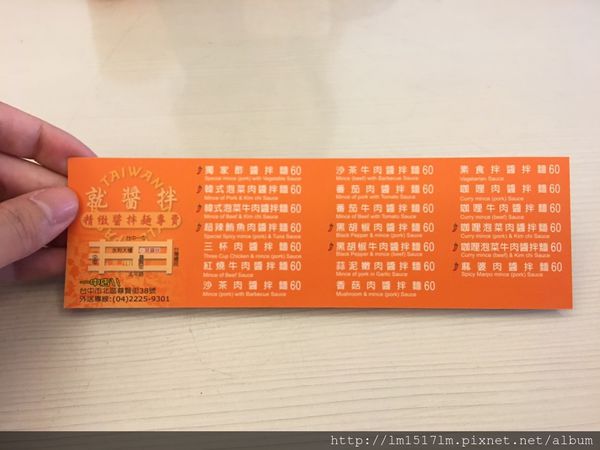 TAIWAN
就醬拌
精緻醬拌麵專賣
一中店
台中市北區尊賢街38號
外送專線:(04)2225-9301
獨家酢醬拌麵60
Special mince (pork) with Vegetable Sauce
韓式泡菜肉醬拌麵60
Mince of Pork & Kim chi Sauce
韓式泡菜牛肉醬拌麵60
Mince of Beef & Kim chi Sauce
超辣鮪魚肉醬拌麵60
Special Spicy mince (pork) & Tuna Sauce
三杯肉醬拌麵60
Three Cup Chicken & mince (pork) Sauce
紅燒牛肉醬拌麵60
Mince of Beef Sauce
沙茶肉醬拌麵60
Mince (pork) with Barbecue Sauce
沙茶牛肉醬拌麵60
Mince (beef) with Barbecue Sauce
番茄肉醬拌麵60
Mince of pork with Tomato Sauce
番茄牛肉醬拌麵60
Mince of Beef with Tomato Sauce
黑胡椒肉醬拌麵60
Black Pepper & mince (pork) Sauce
黑胡椒牛肉醬拌麵60
Black Pepper & mince (beef) Sauce
蒜泥嫩肉醬拌麵60
Mince of pork in Garlic Sauce
香菇肉醬拌麵60
Mushroom & mince (pork) Sauce
素食拌醬拌麵60
Vegetarian Sauce
咖哩肉醬拌麵60
Curry mince (pork) Sauce
咖哩牛肉醬拌麵60
Curry mince (beef) Sauce
咖哩泡菜肉醬拌麵60
Curry mince (pork) & Kim chi Sauce
咖哩泡菜牛肉醬拌麵60
Curry mince (beef) & Kim chi Sauce
麻婆肉醬拌麵60
Spicy Marpo mince (pork) Sauce
http://lm1517lm.pixnet.net/album